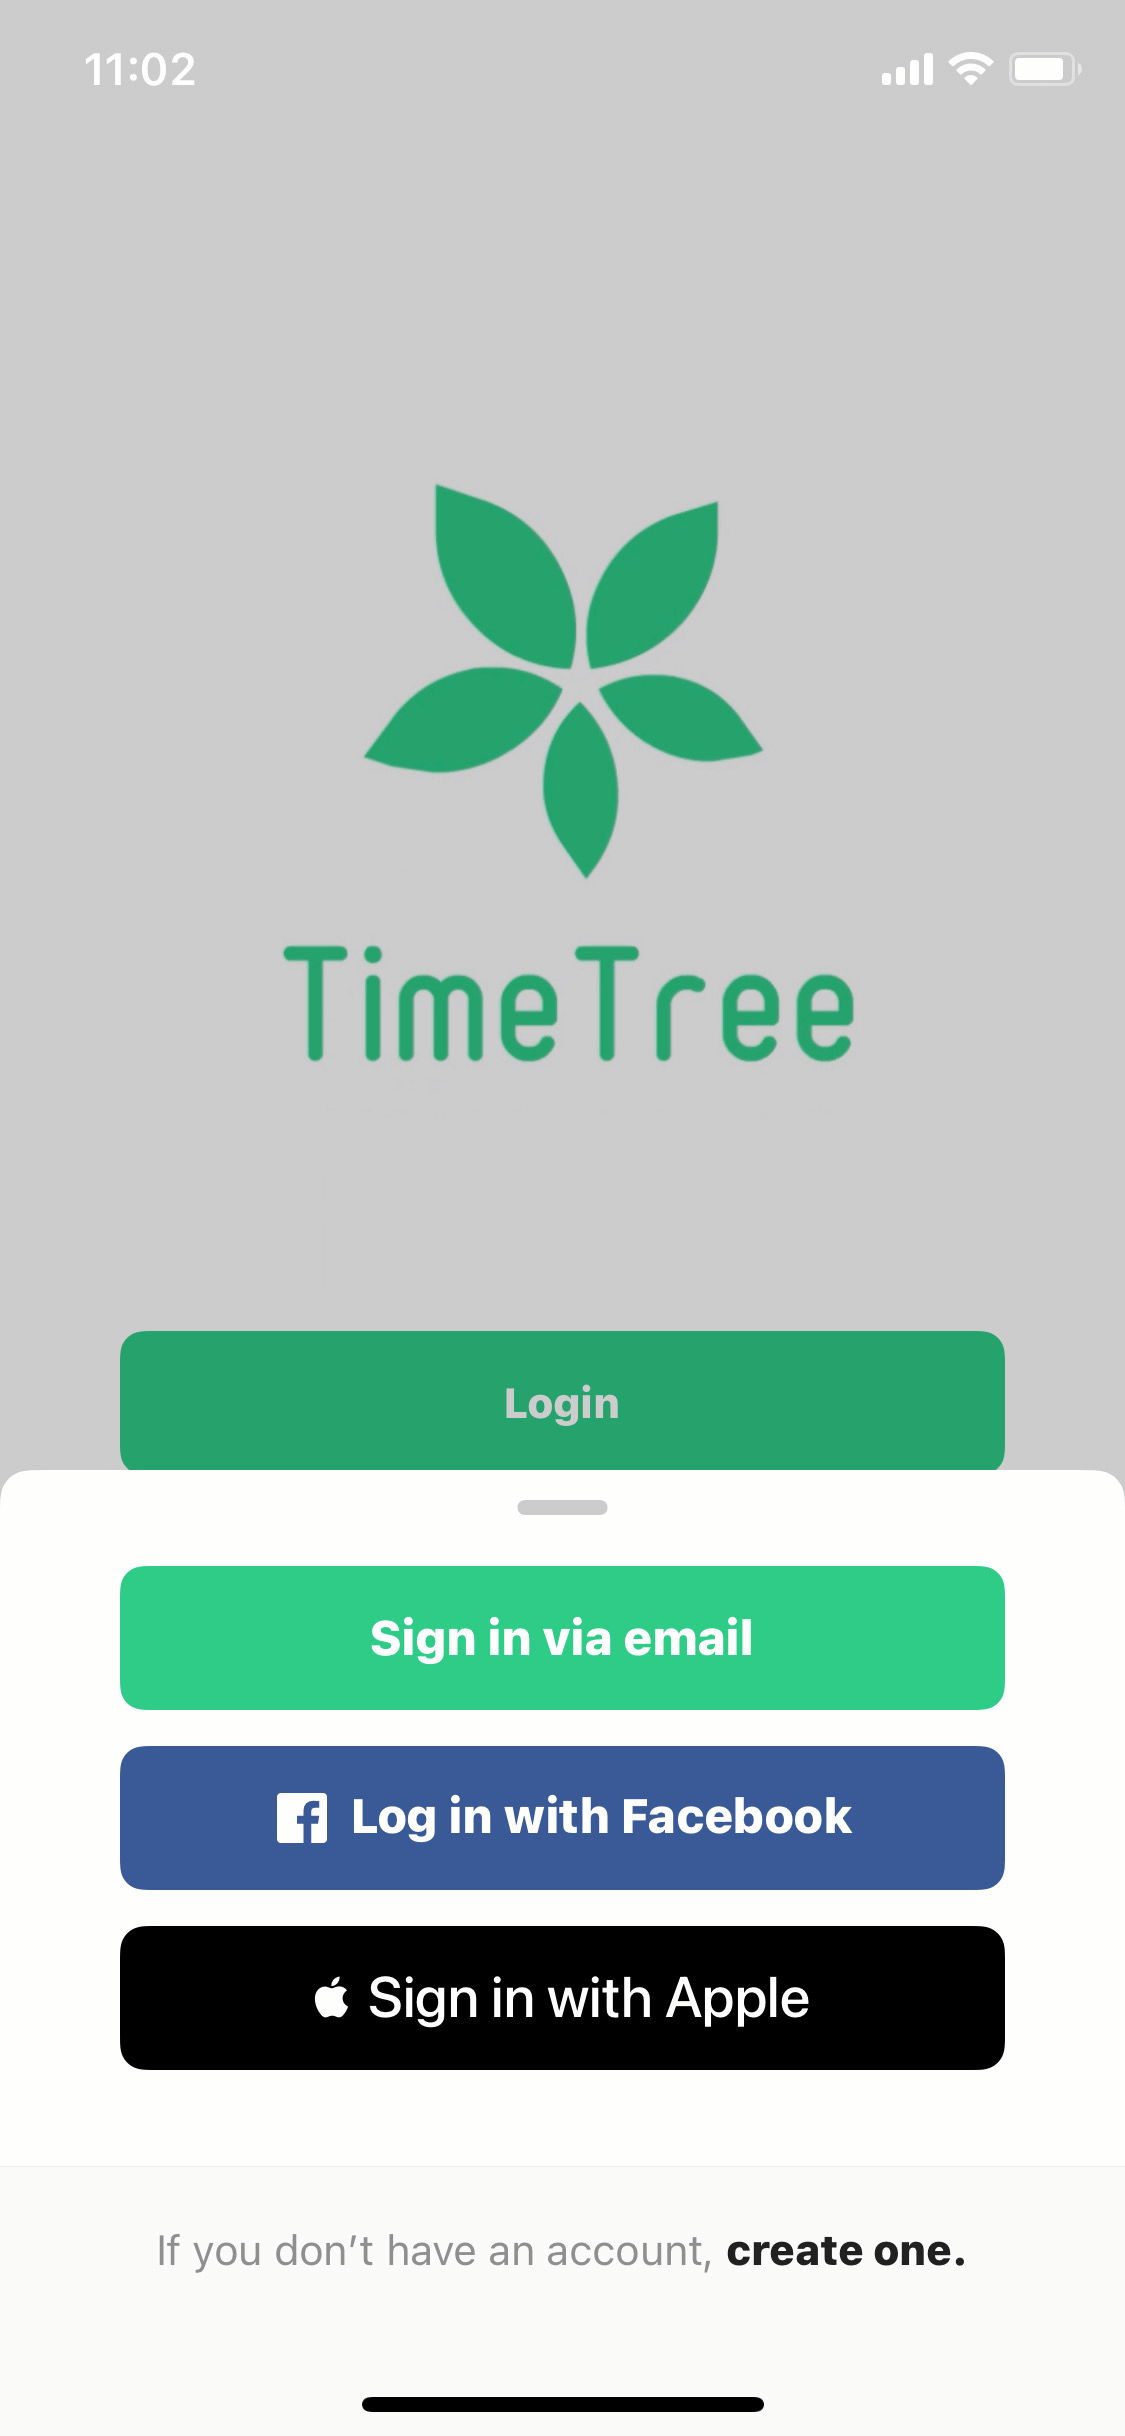 11:02
TimeTree
Login
Sign in via email
Log in with Facebook
Sign in with Apple
If you don’t have an account, create one.